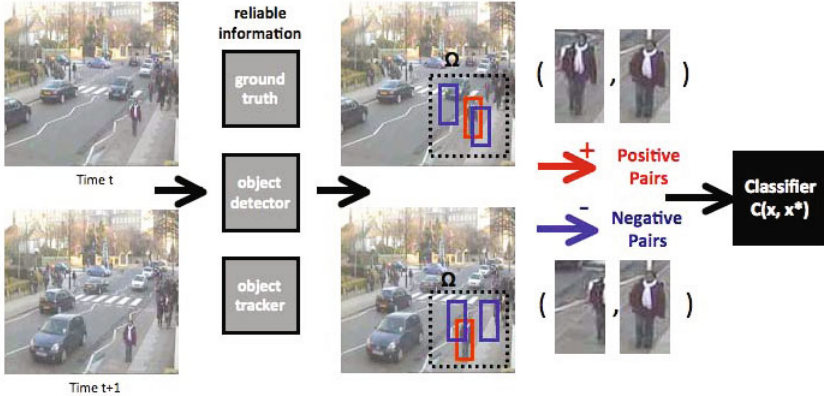 reliable
information
ground
truth
object
detector
object
tracker
Time t
Time t+1
Ω
Ω
( , )
+ Positive
Pairs
- Negative
Pairs
( , )
Classifier
C(x, x*)